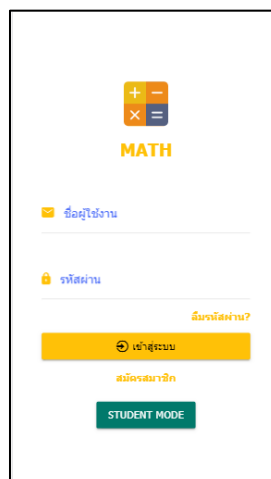 MATH
ชื่อผู้ใช้งาน
รหัสผ่าน
ลืมรหัสผ่าน?
เข้าสู่ระบบ
สมัครสมาชิก
STUDENT MODE